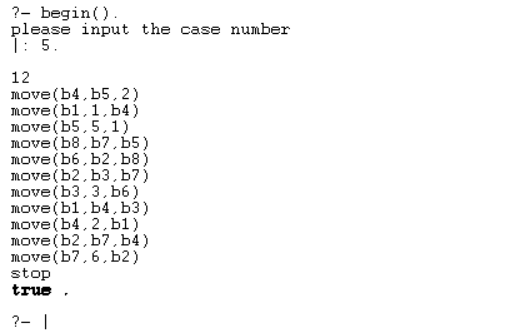 ?- begin().
please input the case number
|: 5.
12
move(b4,b5,2)
move(b1,1,b4)
move(b5,5,1)
move(b8,b7,b5)
move(b6,b2,b8)
move(b2,b3,b7)
move(b3,3,b6)
move(b1,b4,b3)
move(b4,2,b1)
move(b2,b7,b4)
move(b7,6,b2)
stop
true .
?- |